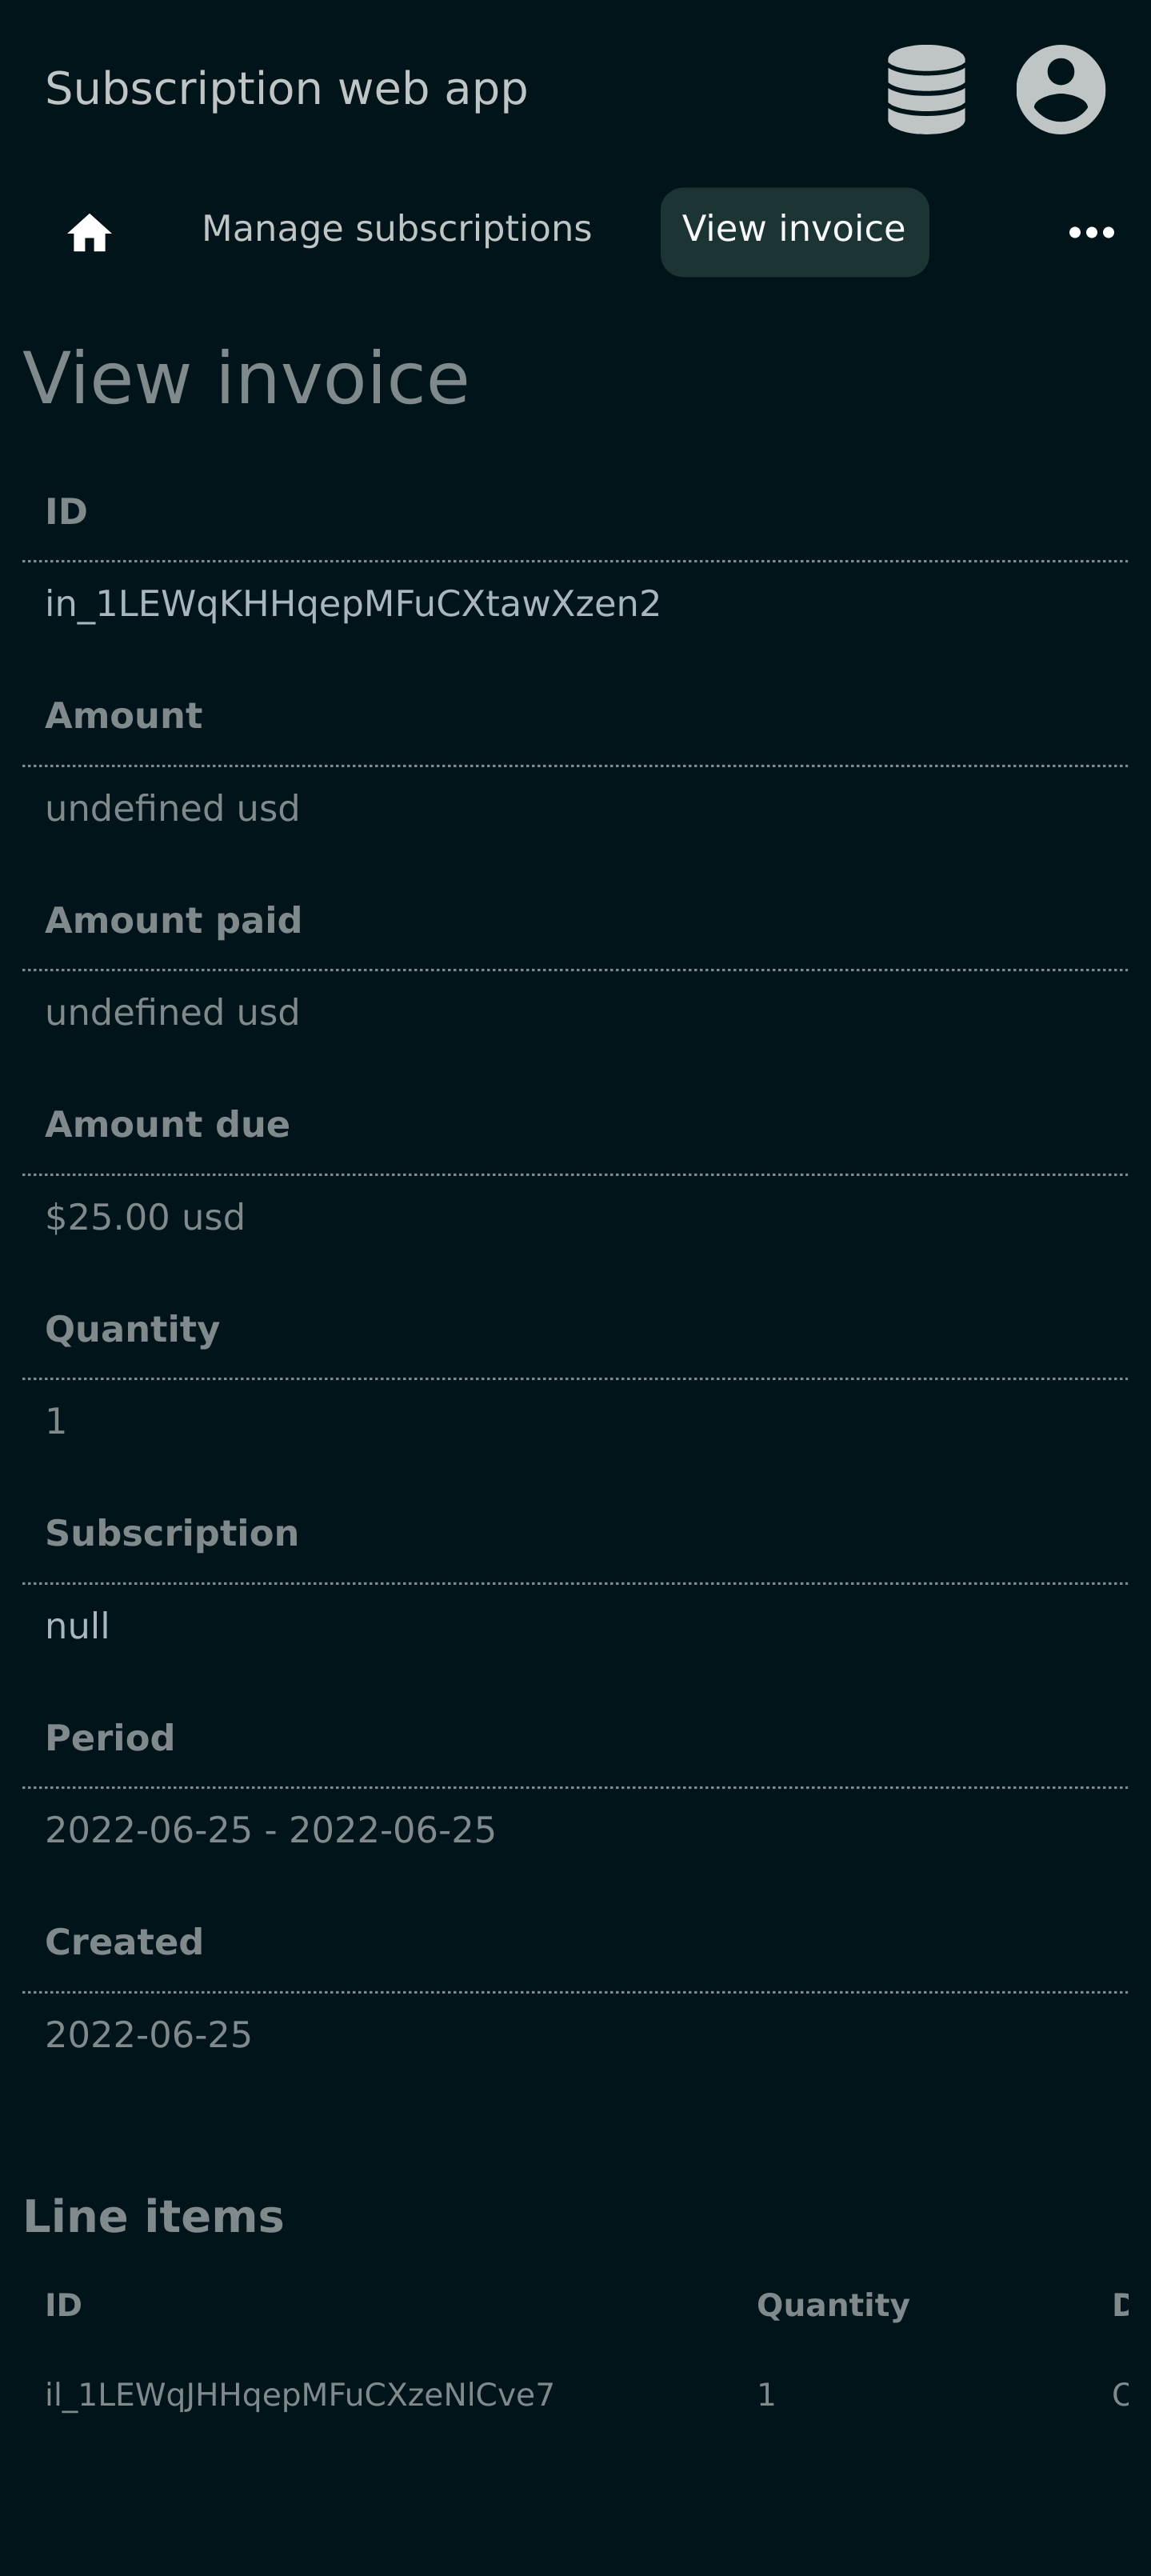 Subscription web app
Manage subscriptions
View invoice
View invoice
ID
in_1LEWqKHHqepMFuCXtawXzen2
Amount
undefined usd
Amount paid
undefined usd
Amount due
$25.00 usd
Quantity
1
Subscription
null
Period
2022-06-25 - 2022-06-25
Created
2022-06-25
Line items
ID Quantity
il_1LEWqJHHqepMFuCXzeNlCve7 1